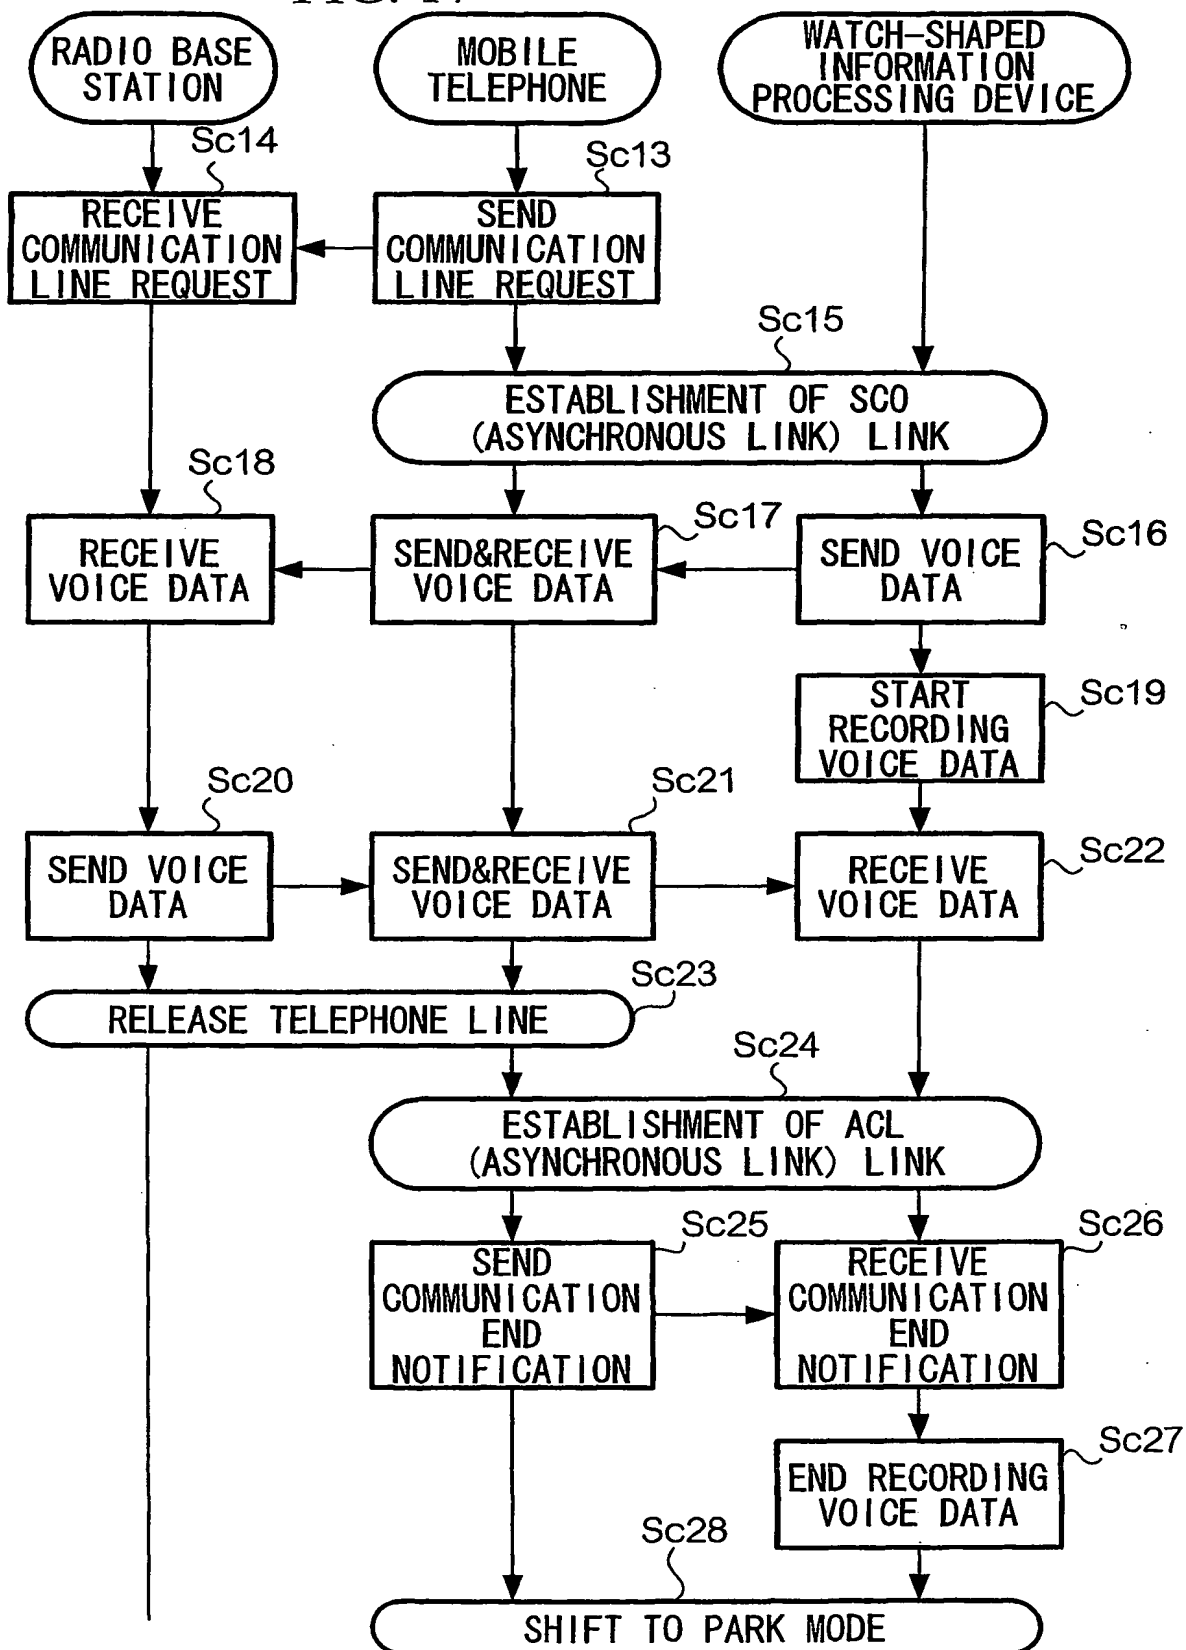 RADIO BASE
STATION
MOBILE
TELEPHONE
WATCH-SHAPED
INFORMATION
PROCESSING DEVICE
Sc14
Sc13
RECEIVE
COMMUNICATION
LINE REQUEST
SEND
COMMUNICATION
LINE REQUEST
Sc15
ESTABLISHMENT OF SCO
(ASYNCHRONOUS LINK) LINK
Sc18
Sc17
Sc16
RECEIVE
VOICE DATA
SEND&RECEIVE
VOICE DATA
SEND VOICE
DATA
Sc19
START
RECORDING
VOICE DATA
Sc20
Sc21
Sc22
SEND VOICE
DATA
SEND&RECEIVE
VOICE DATA
RECEIVE
VOICE DATA
Sc23
RELEASE TELEPHONE LINE
Sc24
ESTABLISHMENT OF ACL
(ASYNCHRONOUS LINK) LINK
Sc25
Sc26
SEND
COMMUNICATION
END
NOTIFICATION
RECEIVE
COMMUNICATION
END
NOTIFICATION
Sc27
END RECORDING
VOICE DATA
Sc28
SHIFT TO PARK MODE